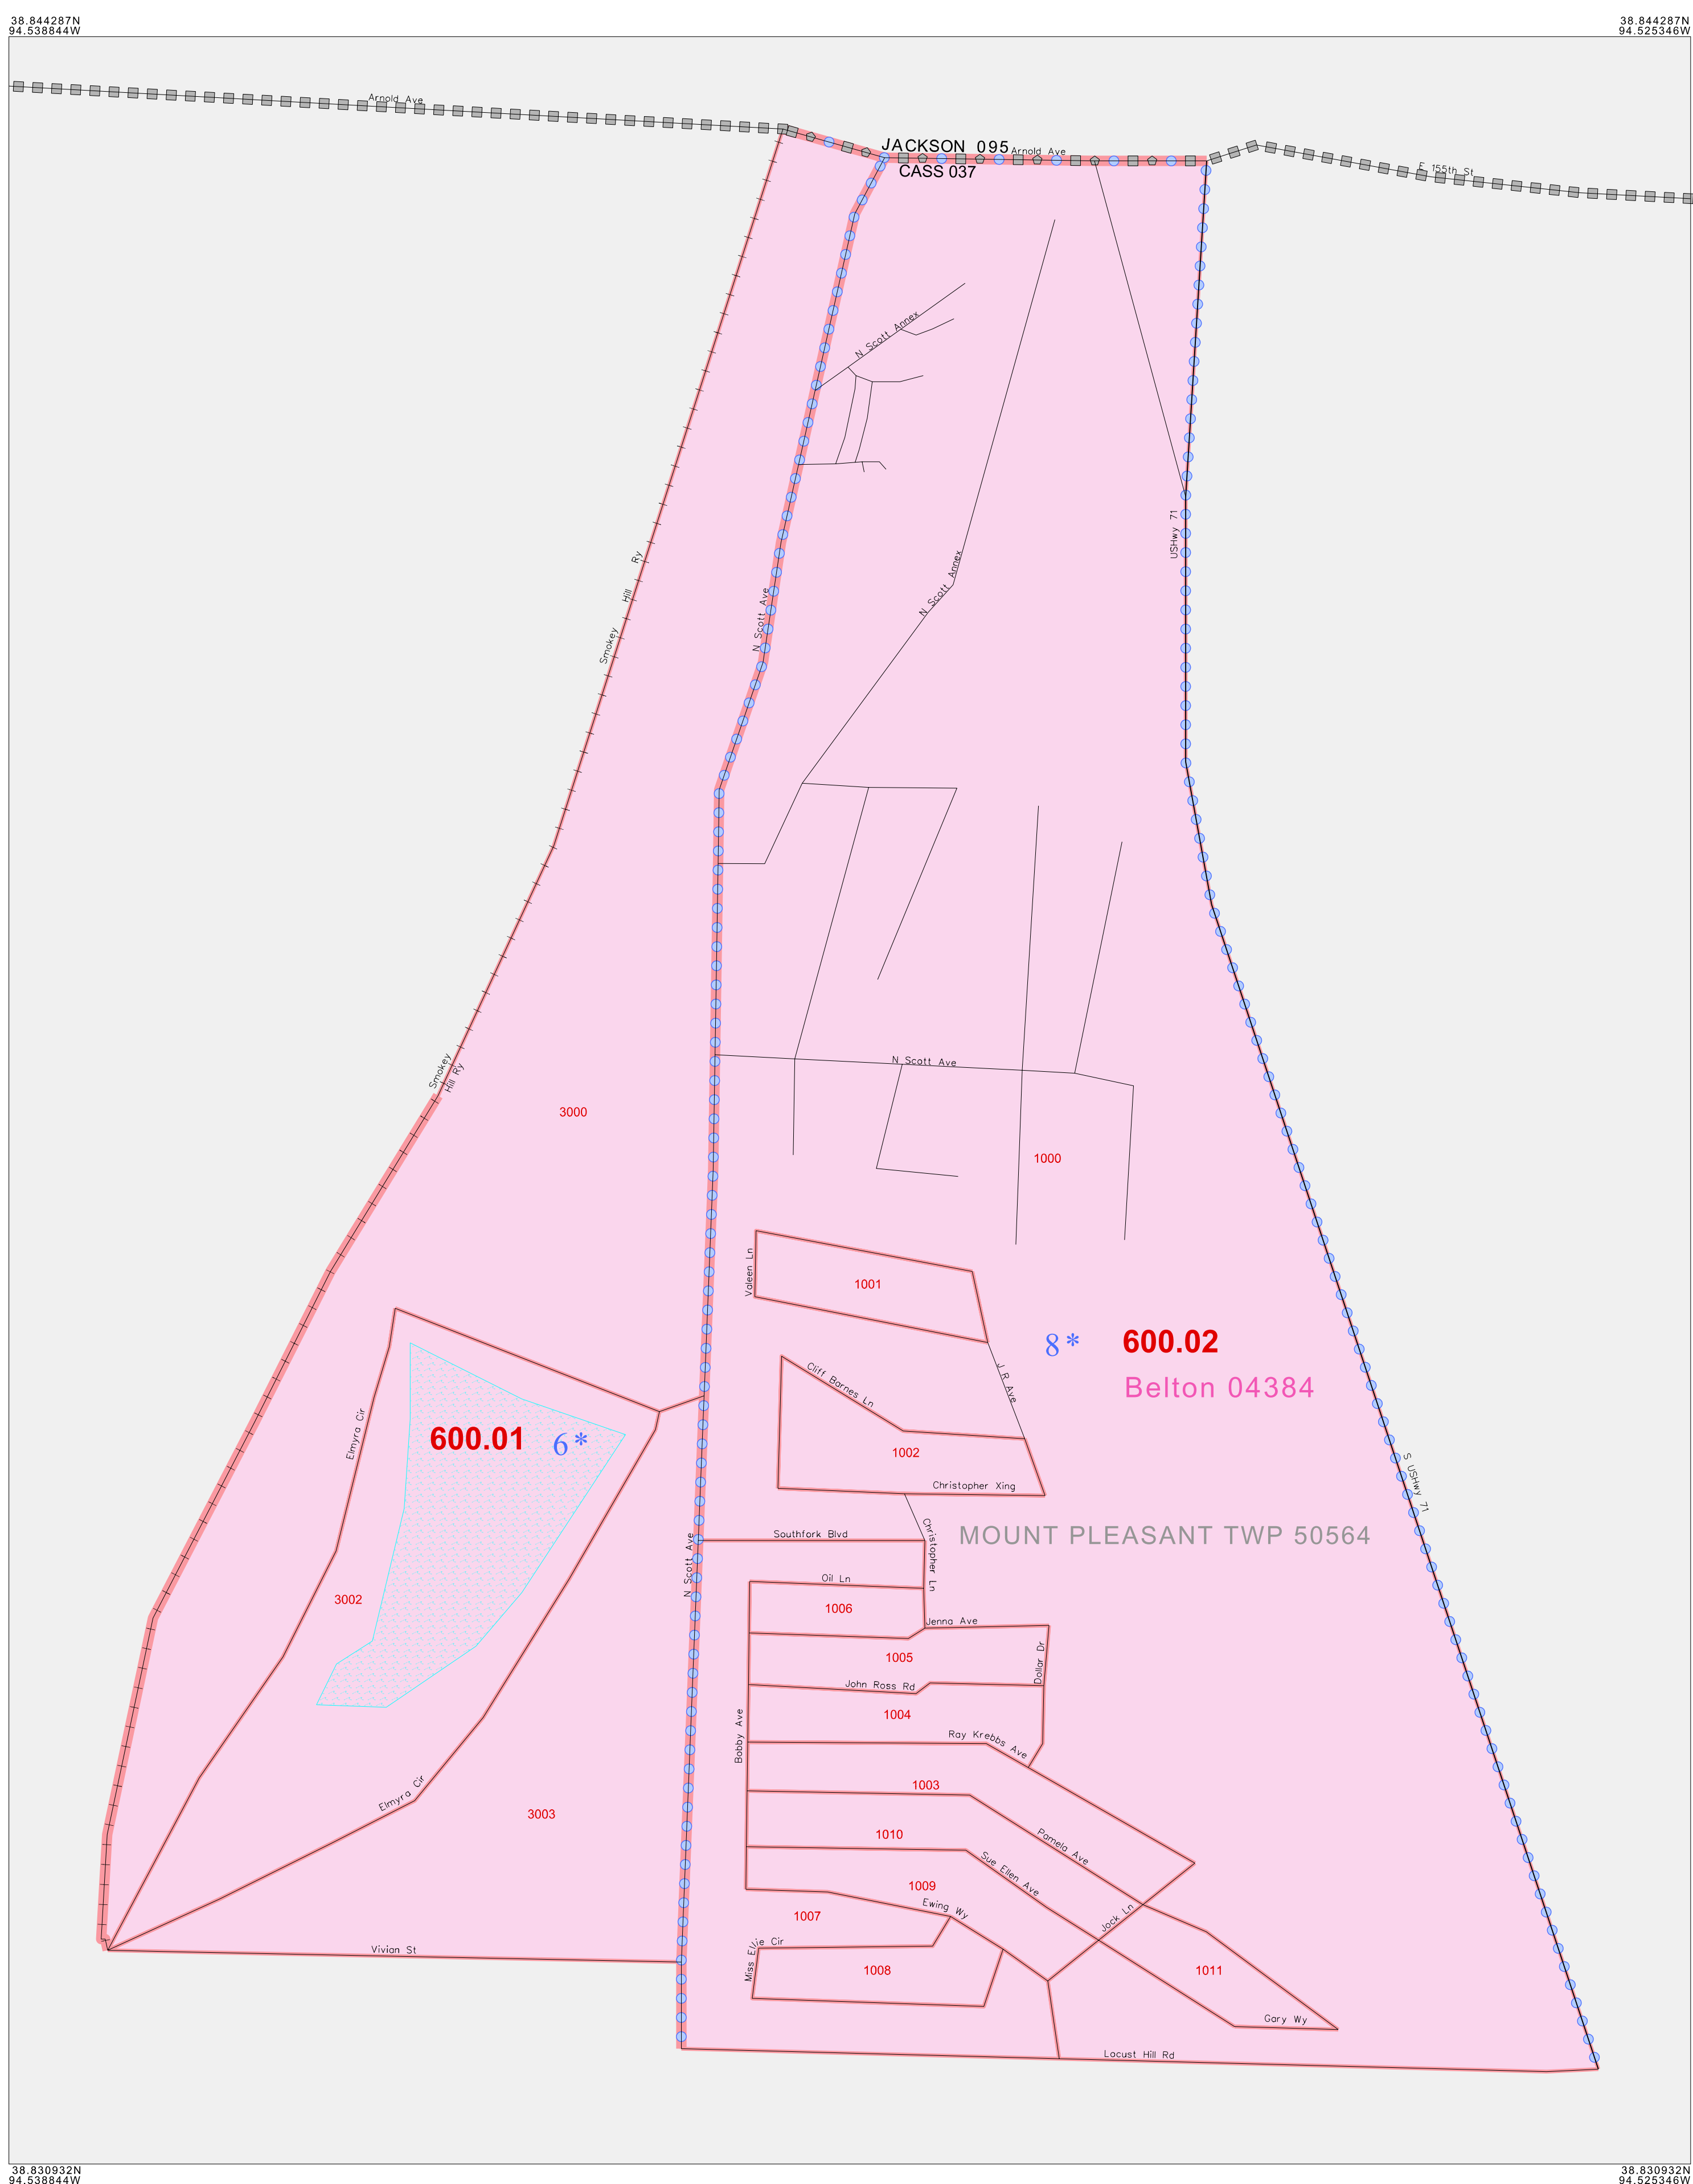 38.844287N
94.538844W
38.844287N
94.525346W
Arnold Ave
JACKSON 095
Arnold Ave
CASS 037
E 155th St
N Scott Annex
USHwy 71
Smokey Hill Ry
N Scott Ave
N Scott Annex
Smokey
Hill Ry
N Scott Ave
3000
1000
Valeen Ln
1001
8*
600.02
J R Ave
Cliff Barnes Ln
Belton 04384
Elmyra Cir
600.01
6*
1002
Christopher Xing
S USHwy 71
Southfork Blvd
Christopher Ln
MOUNT PLEASANT TWP 50564
N Scott Ave
Oil Ln
3002
1006
Jenna Ave
1005
Dollar Dr
John Ross Rd
1004
Bobby Ave
Ray Krebbs Ave
1003
Elmyra Cir
3003
1010
Pamela Ave
Sue Ellen Ave
1009
Ewing Wy
1007
Jock Ln
Vivian St
Miss Ellie Cir
1008
1011
Gary Wy
Locust Hill Rd
38.830932N
94.538844W
38.830932N
94.525346W